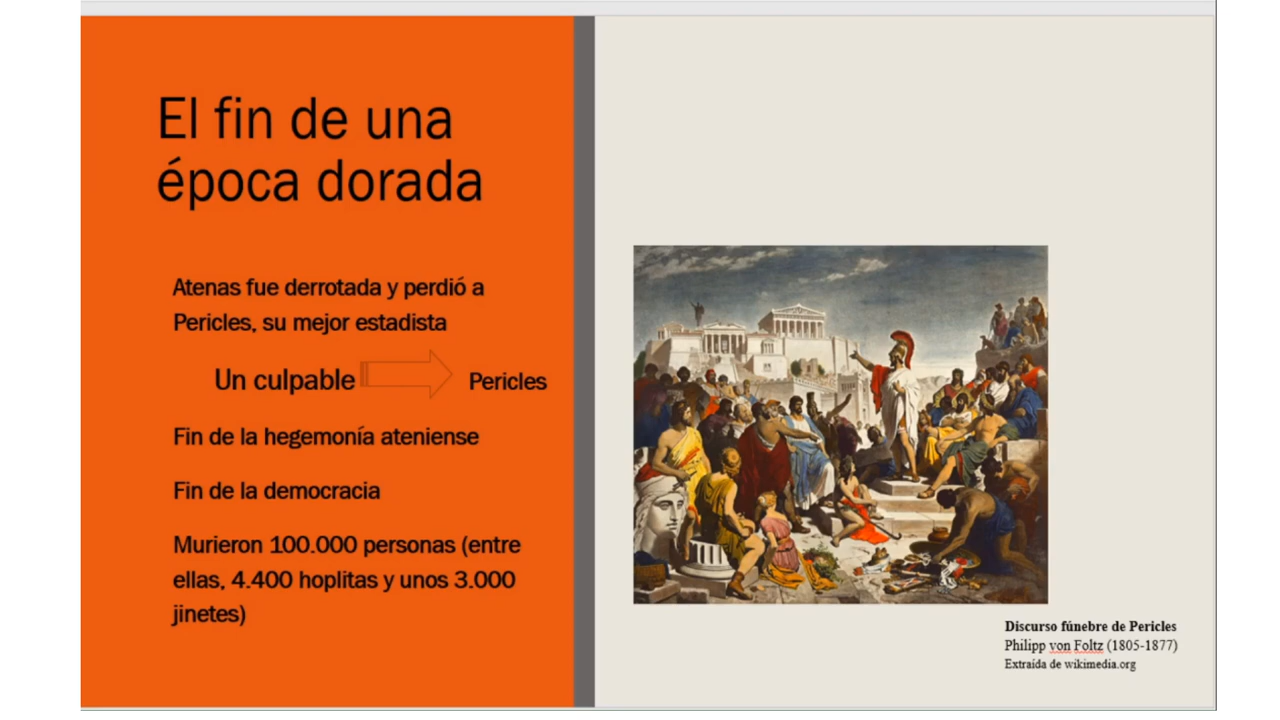 El fin de una
época dorada
Atenas fue derrotada y perdió a
Pericles, su mejor estadista
Un culpable
Pericles
Fin de la hegemonía ateniense
Fin de la democracia
Murieron 100.000 personas (entre
ellas, 4.400 hoplitas y unos 3.000
jinetes)
Discurso fúnebre de Pericles
Philipp von Foltz (1805-1877)
Extraída de wikimedia.org